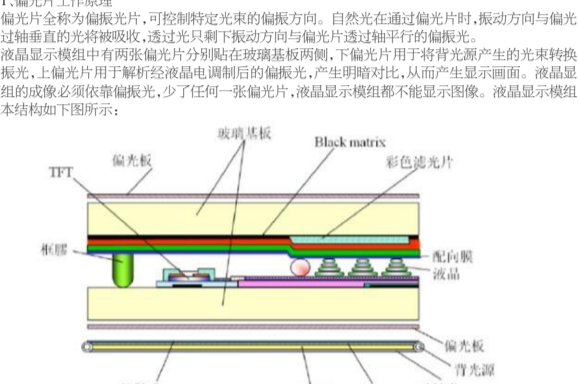 1、偏光片工作原理
偏光片全称为偏振光片,可控制特定光束的偏振方向。自然光在通过偏光片时,振动方向与偏光
过轴垂直的光将被吸收,透过光只剩下振动方向与偏光片透过轴平行的偏振光。
液晶显示模组中有两张偏光片分别贴在玻璃基板两侧,下偏光片用于将背光源产生的光束转换
振光,上偏光片用于解析经液晶电调制后的偏振光,产生明暗对比,从而产生显示画面。液晶显
组的成像必须依靠偏振光,少了任何一张偏光片,液晶显示模组都不能显示图像。液晶显示模组
本结构如下图所示:
玻璃基板
Black matrix
偏光板
彩色滤光片
TFT
框膠
配向膜
液晶
偏光板
背光源